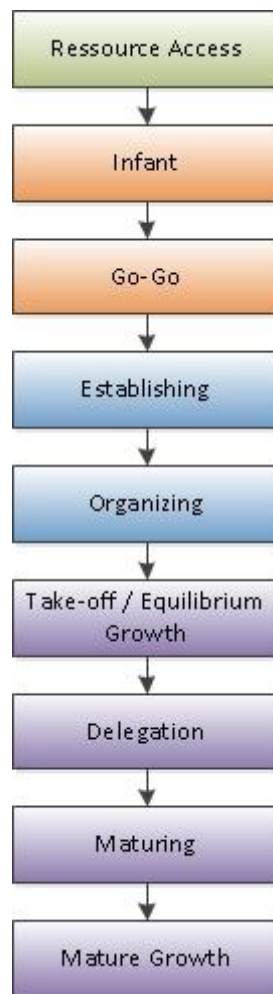 Ressource Access
Infant
Go-Go
Establishing
Organizing
Take-off / Equilibrium
Growth
Delegation
Maturing
Mature Growth